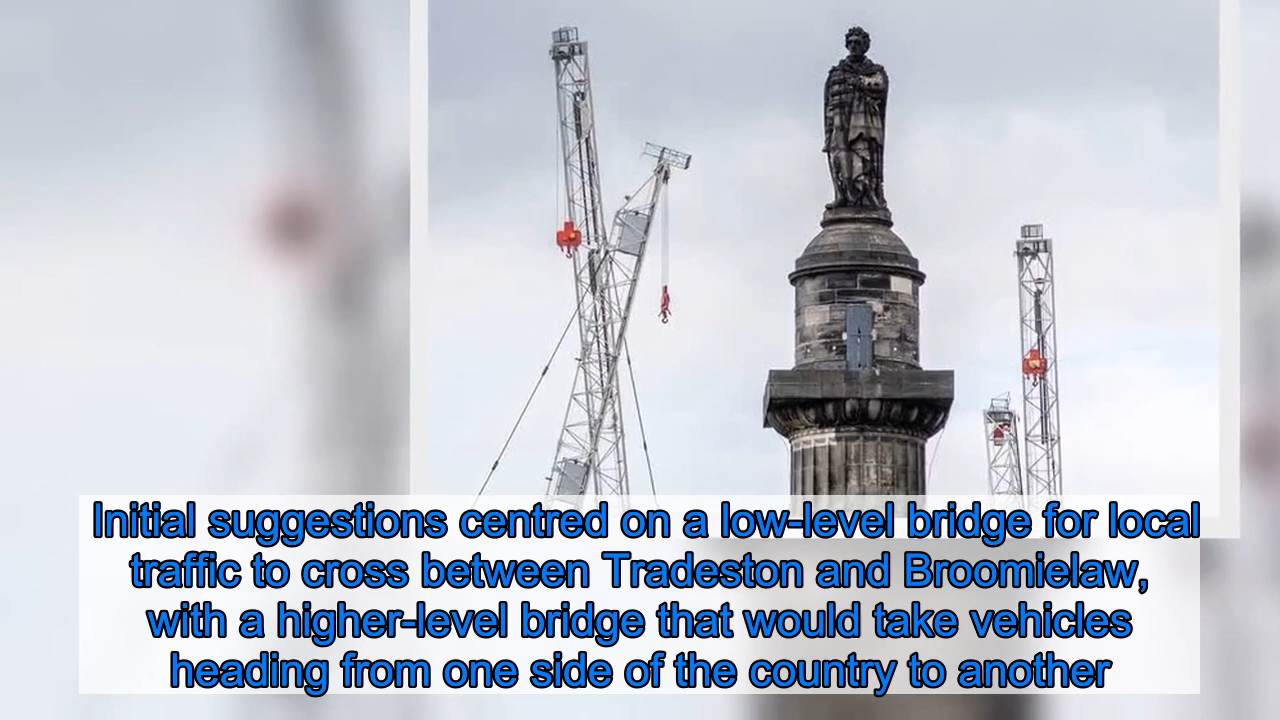 Initial suggestions centred on a low-level bridge for local
traffic to cross between Tradeston and Broomielaw,
with a higher-level bridge that would take vehicles
heading from one side of the country to another